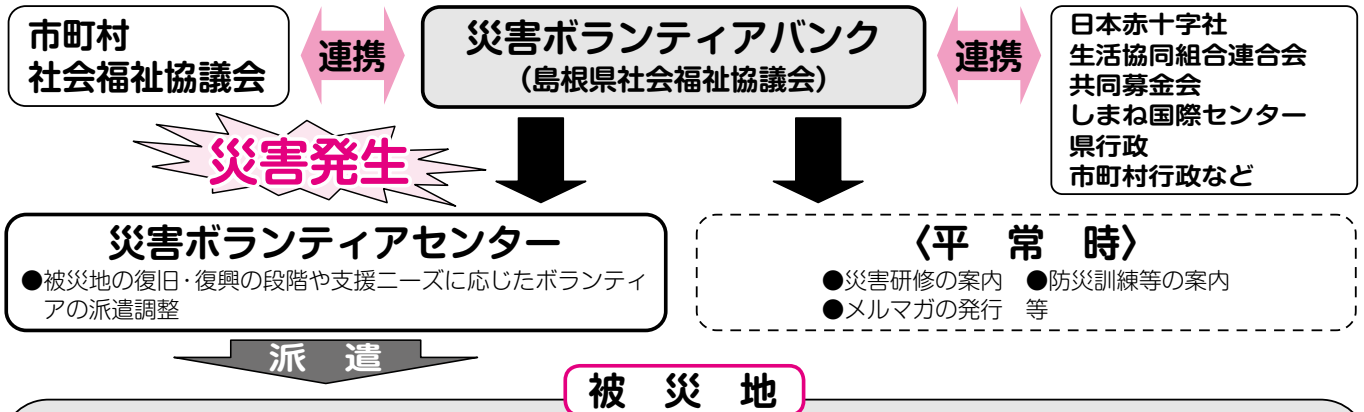 市町村
社会福祉協議会
連携
災害ボランティアバンク
（島根県社会福祉協議会）
連携
日本赤十字社
生活協同組合連合会
共同募金会
しまね国際センター
県行政
市町村行政など
災害発生
災害ボランティアセンター
●被災地の復旧・復興の段階や支援ニーズに応じたボランティ
アの派遣調整
〈平　常　時〉
●災害研修の案内　●防災訓練等の案内
●メルマガの発行　等
派　遣
被　災　地